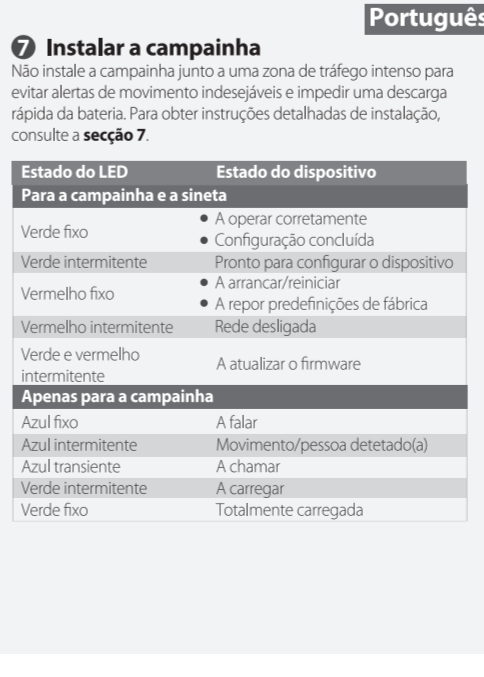 Português
7 Instalar a campainha
Não instale a campainha junto a uma zona de tráfego intenso para
evitar alertas de movimento indesejáveis e impedir uma descarga
rápida da bateria. Para obter instruções detalhadas de instalação,
consulte a secção 7.
Estado do LED Estado do dispositivo
Para a campainha e a sineta
Verde fixo
● A operar corretamente
● Configuração concluída
Verde intermitente Pronto para configurar o dispositivo
Vermelho fixo
● A arrancar/reiniciar
● A repor predefinições de fábrica
Vermelho intermitente Rede desligada
Verde e vermelho
intermitente
A atualizar o firmware
Apenas para a campainha
Azul fixo A falar
Azul intermitente Movimento/pessoa detetado(a)
Azul transiente A chamar
Verde intermitente A carregar
Verde fixo Totalmente carregada